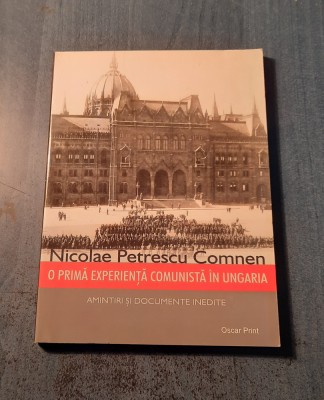 Nicolae Petrescu Comnen
O PRIMĂ EXPERIENȚĂ COMUNISTĂ ÎN UNGARIA
AMINTIRI ȘI DOCUMENTE INEDITE
Oscar Print